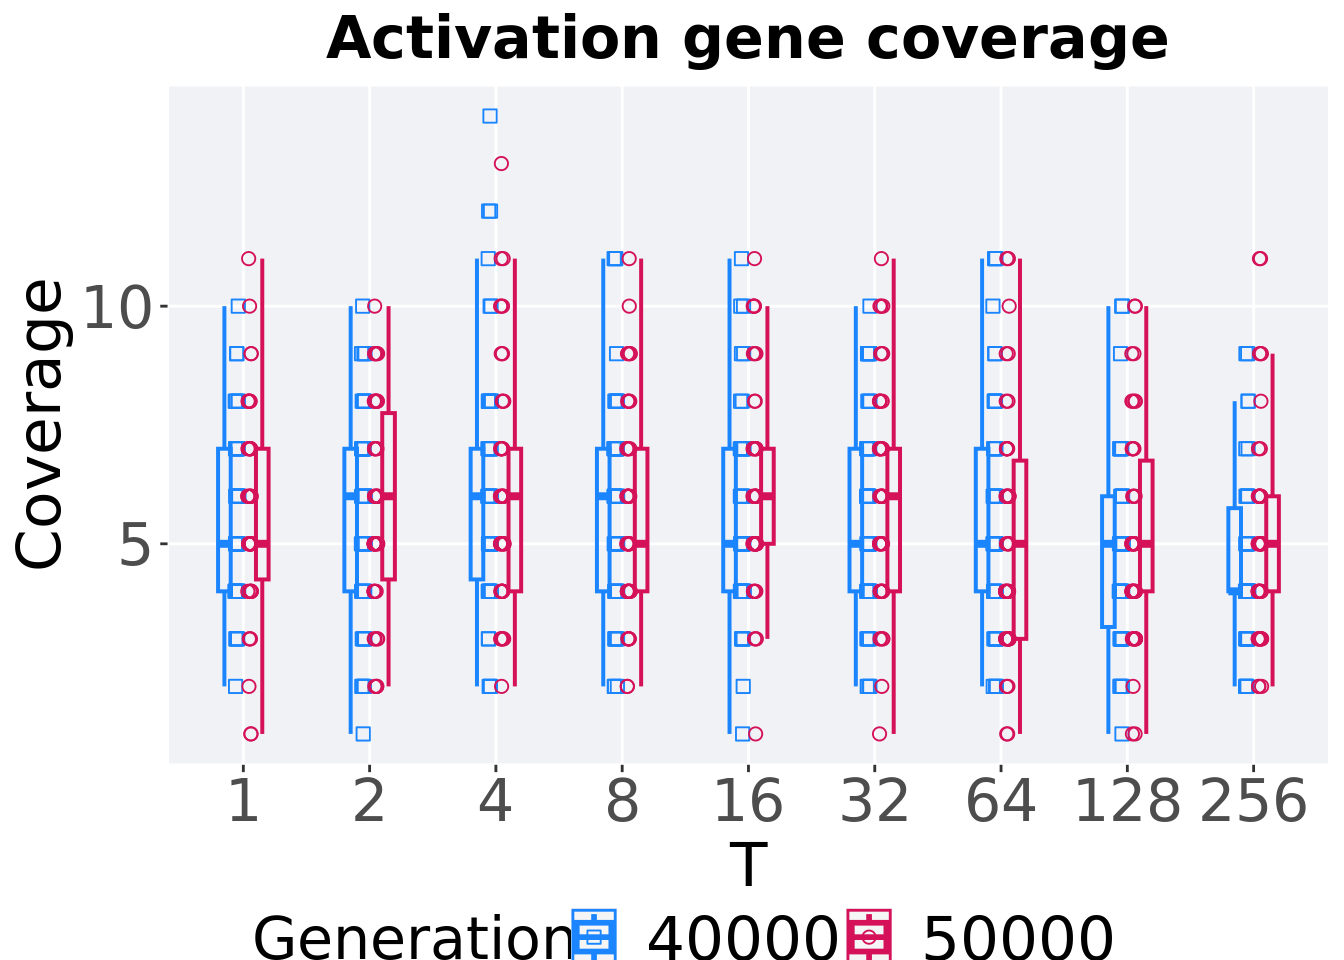 Activation gene coverage
Coverage
10
5
1 2 4 8 16 32 64 128 256
T
Generation 40000 50000